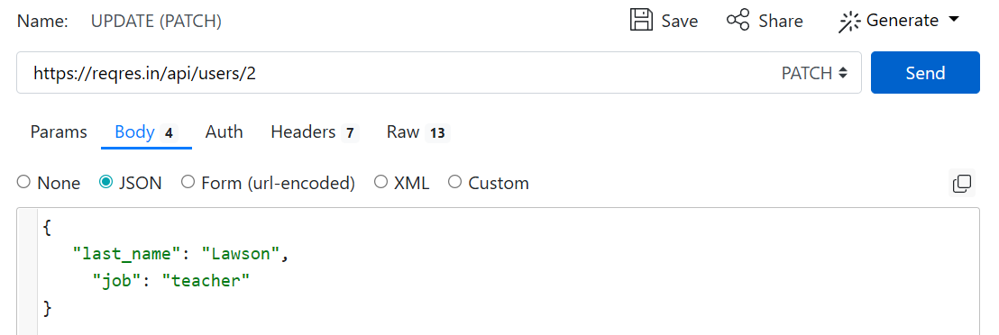 Name: UPDATE (PATCH) Save Share Generate
https://reqres.in/api/users/2 PATCH Send
Params Body 4 Auth Headers 7 Raw 13
None JSON Form (url-encoded) XML Custom
{
"last_name": "Lawson",
"job": "teacher"
}